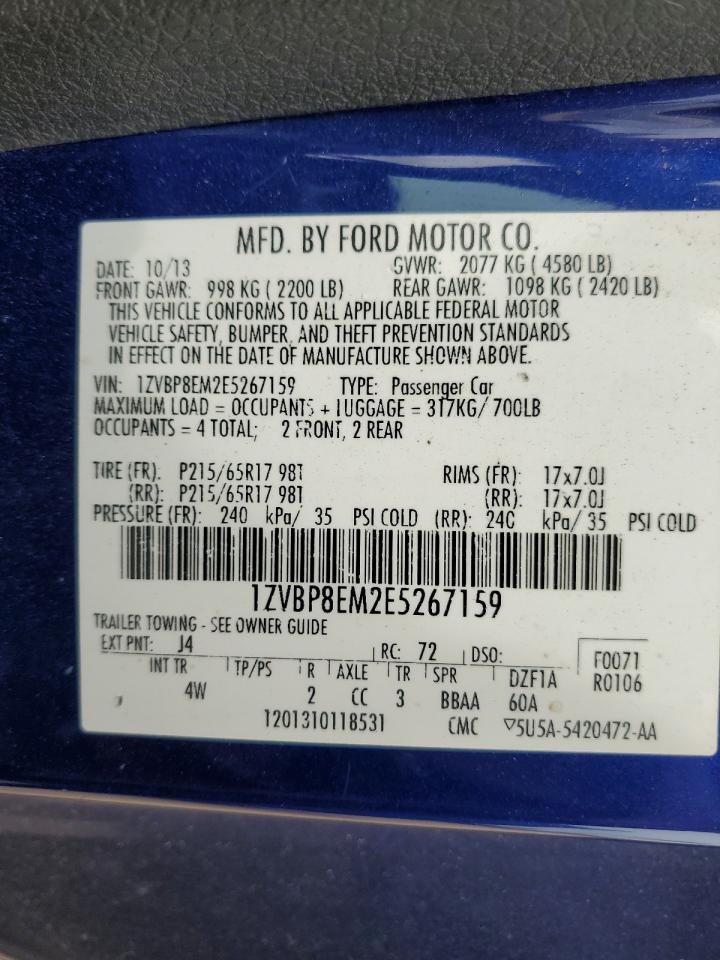 MFD. BY FORD MOTOR CO.
DATE: 10/13 GVWR: 2077 KG ( 4580 LB)
FRONT GAWR: 998 KG ( 2200 LB) REAR GAWR: 1098 KG ( 2420 LB)
THIS VEHICLE CONFORMS TO ALL APPLICABLE FEDERAL MOTOR
VEHICLE SAFETY, BUMPER, AND THEFT PREVENTION STANDARDS
IN EFFECT ON THE DATE OF MANUFACTURE SHOWN ABOVE.
VIN: 1ZVBP8EM2E5267159 TYPE: Passenger Car
MAXIMUM LOAD = OCCUPANTS + LUGGAGE = 317KG/ 700LB
OCCUPANTS = 4 TOTAL; 2 FRONT, 2 REAR
TIRE (FR): P215/65R17 98T RIMS (FR): 17x7.0J
(RR): P215/65R17 98T (RR): 17x7.0J
PRESSURE (FR): 240 kPa/ 35 PSI COLD (RR): 240 kPa/ 35 PSI COLD
1ZVBP8EM2E5267159
TRAILER TOWING - SEE OWNER GUIDE
EXT PNT: J4 RC: 72 DSO: F0071
INT TR TP/PS R AXLE TR SPR DZF1A R0106
4W 2 CC 3 BBAA 60A
1201310118531 CMC ▽5U5A-5420472-AA